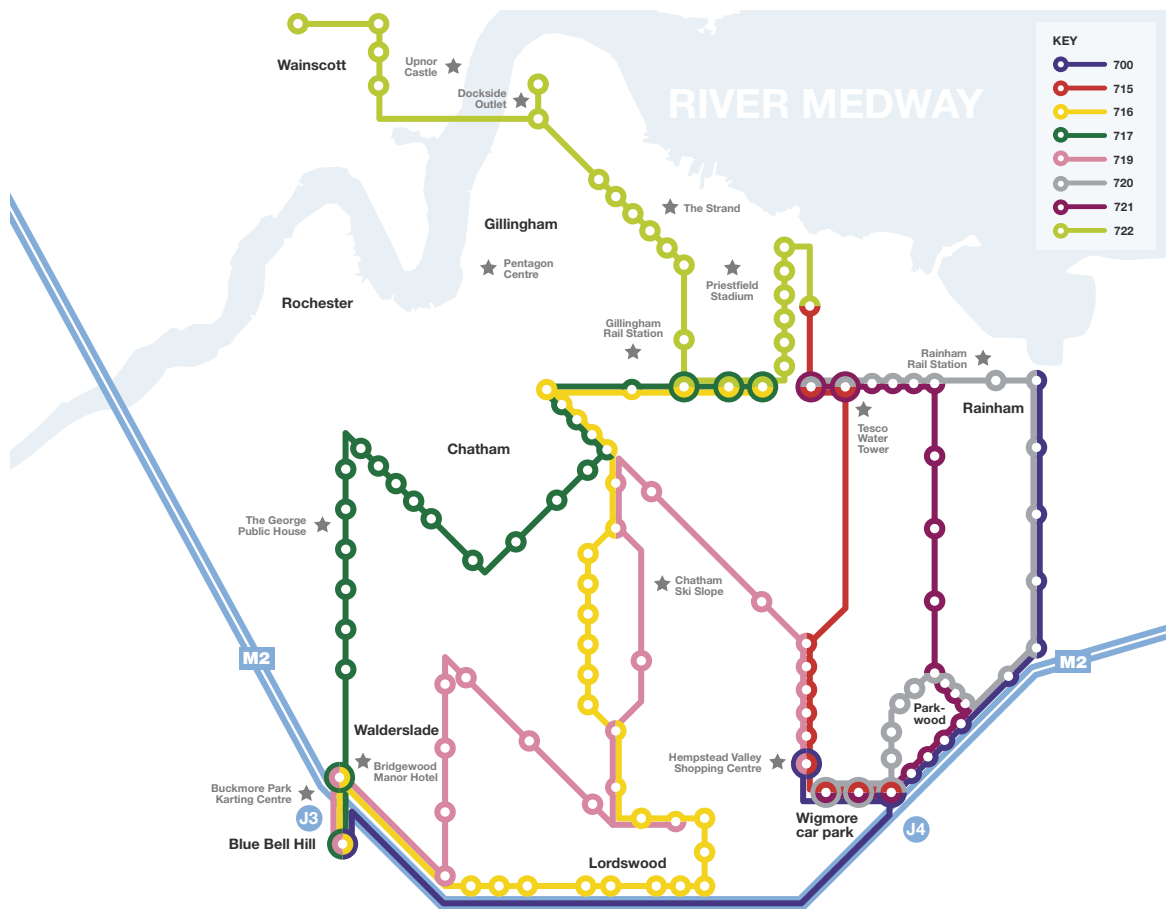 Wainscott
Upnor
Castle
Dockside
Outlet
RIVER MEDWAY
KEY
700
715
716
717
719
720
721
722
Gillingham
The Strand
Pentagon
Centre
Priestfield
Stadium
Rochester
Gillingham
Rail Station
Rainham
Rail Station
Rainham
Tesco
Water
Tower
Chatham
The George
Public House
Chatham
Ski Slope
M2
M2
Walderslade
Park-
wood
Bridgewood
Manor Hotel
Hempstead Valley
Shopping Centre
Buckmore Park
Karting Centre
J3
Wigmore
car park
J4
Blue Bell Hill
Lordswood